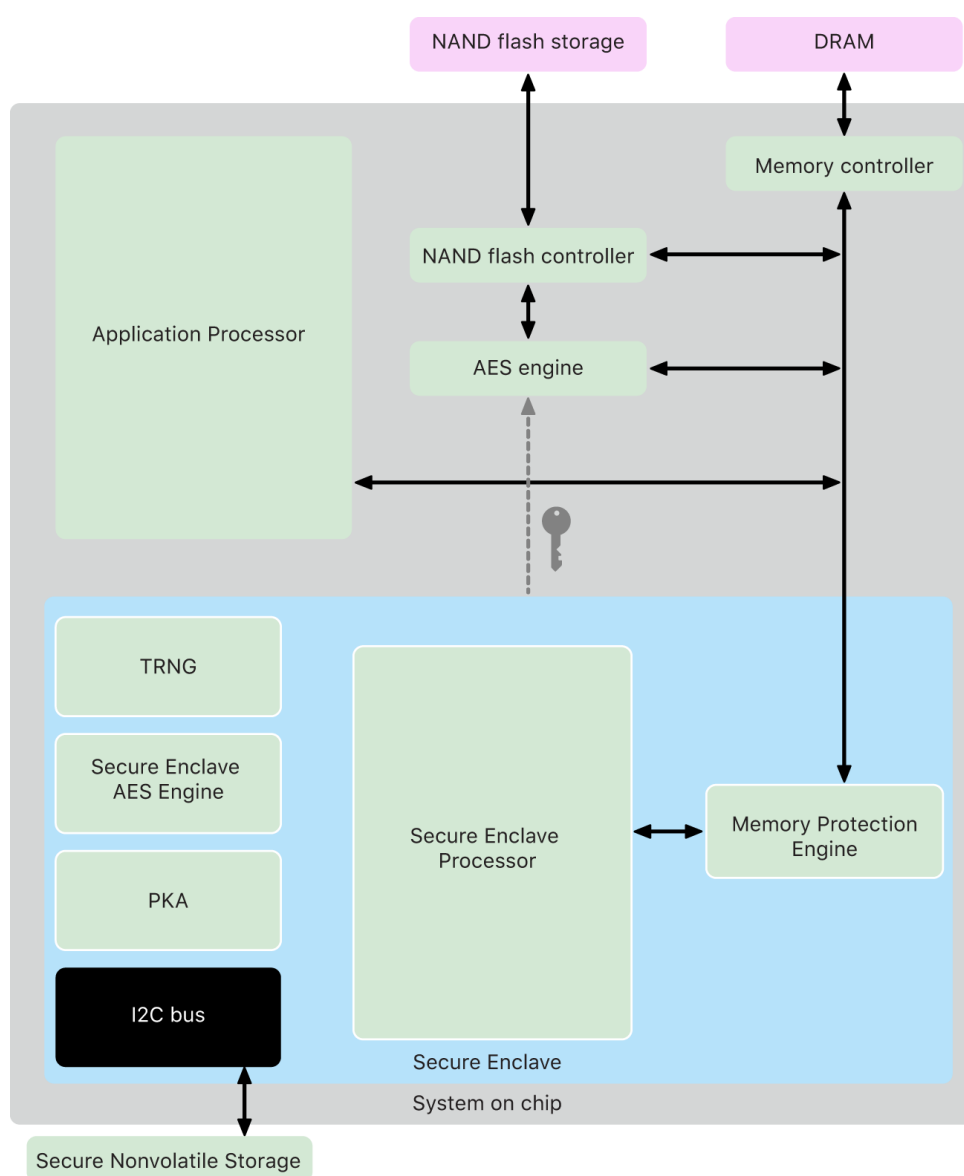 NAND flash storage
DRAM
Memory controller
NAND flash controller
Application Processor
AES engine
TRNG
Secure Enclave
AES Engine
Secure Enclave
Processor
Memory Protection
Engine
PKA
I2C bus
Secure Enclave
System on chip
Secure Nonvolatile Storage